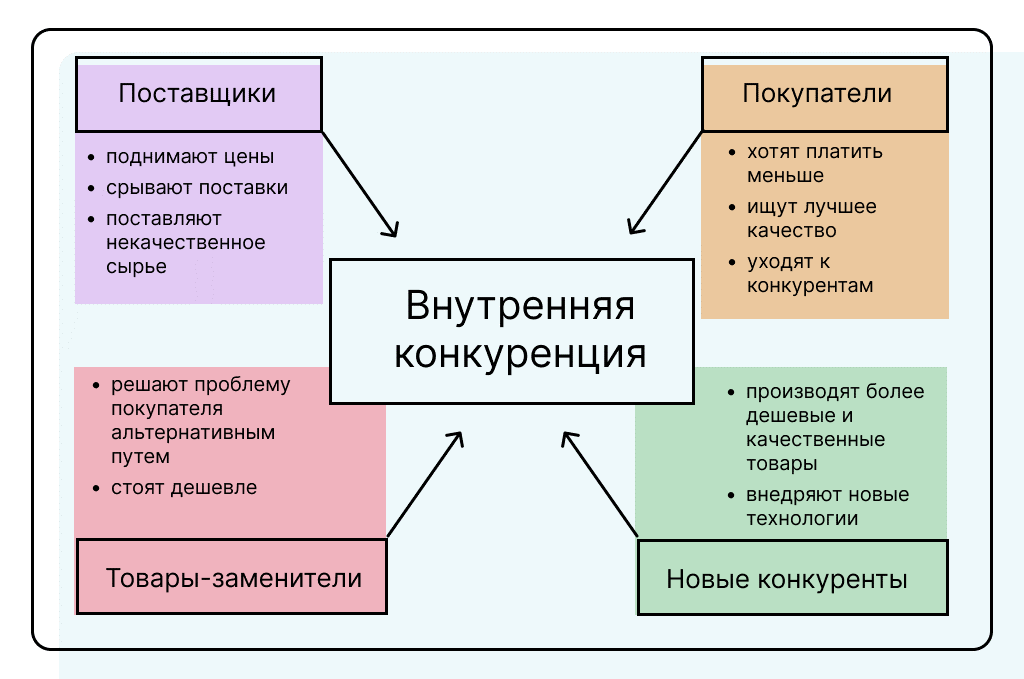 Поставщики
• поднимают цены
• срывают поставки
• поставляют
некачественное
сырье
Покупатели
• хотят платить
меньше
• ищут лучшее
качество
• уходят к
конкурентам
Внутренняя
конкуренция
• решают проблему
покупателя
альтернативным
путем
• стоят дешевле
Товары-заменители
• производят более
дешевые и
качественные
товары
• внедряют новые
технологии
Новые конкуренты